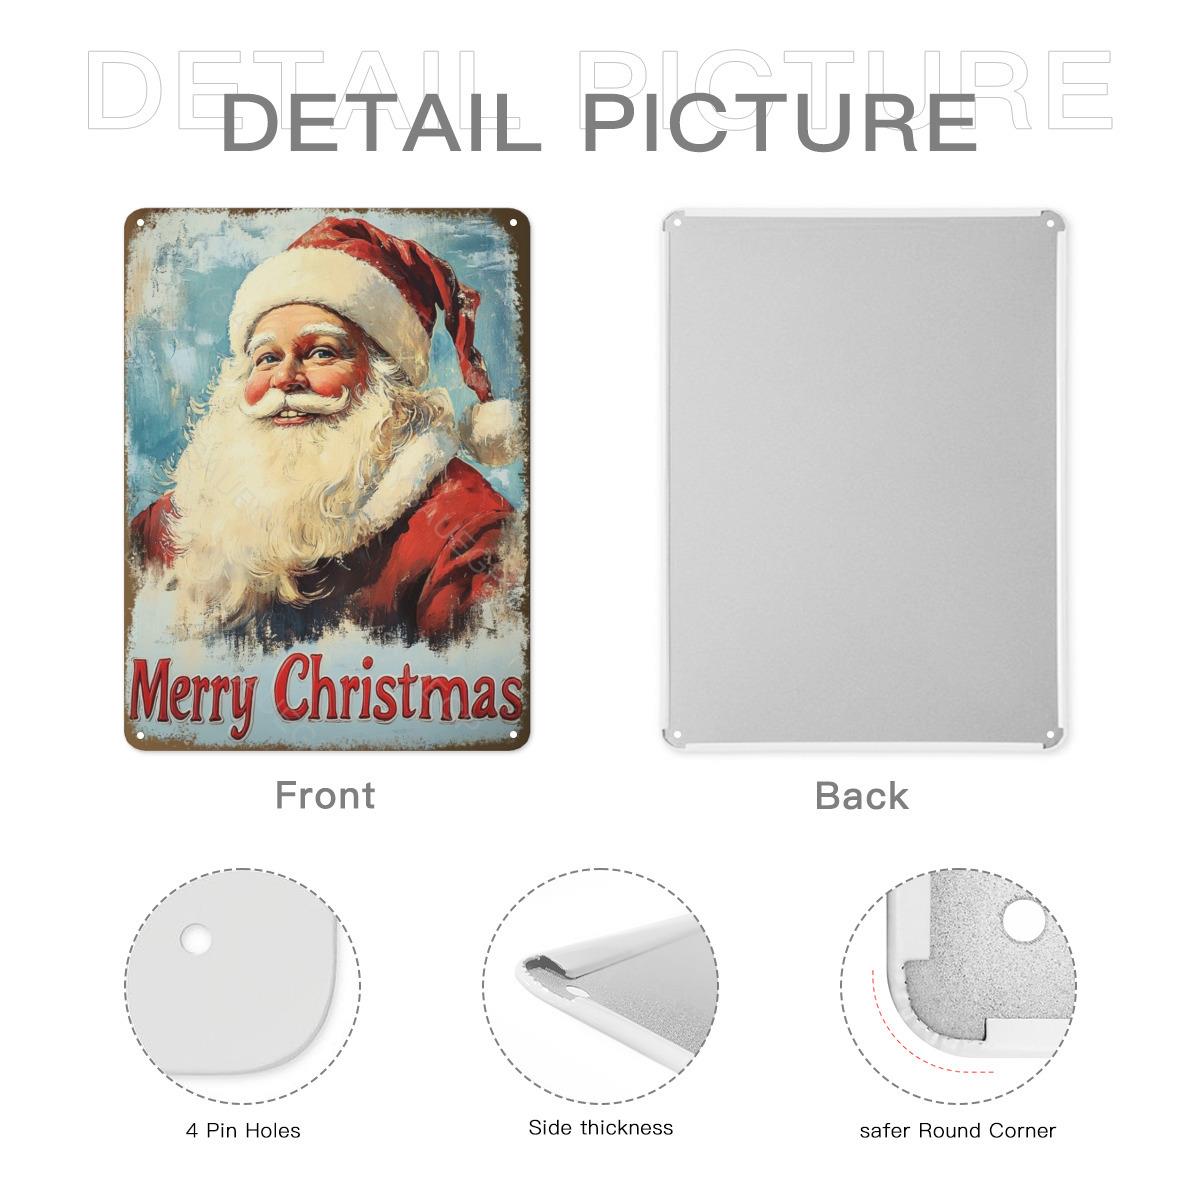 DETAIL PICTURE
DETAIL PICTURE
Merry Christmas
Front
Back
4 Pin Holes
Side thickness
safer Round Corner